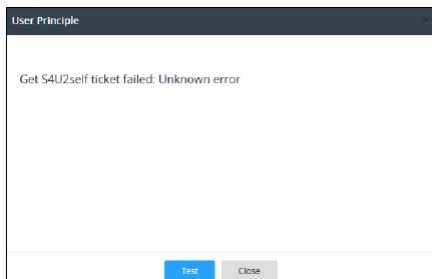 User Principle
Get S4U2self ticket failed: Unknown error
Test
Close